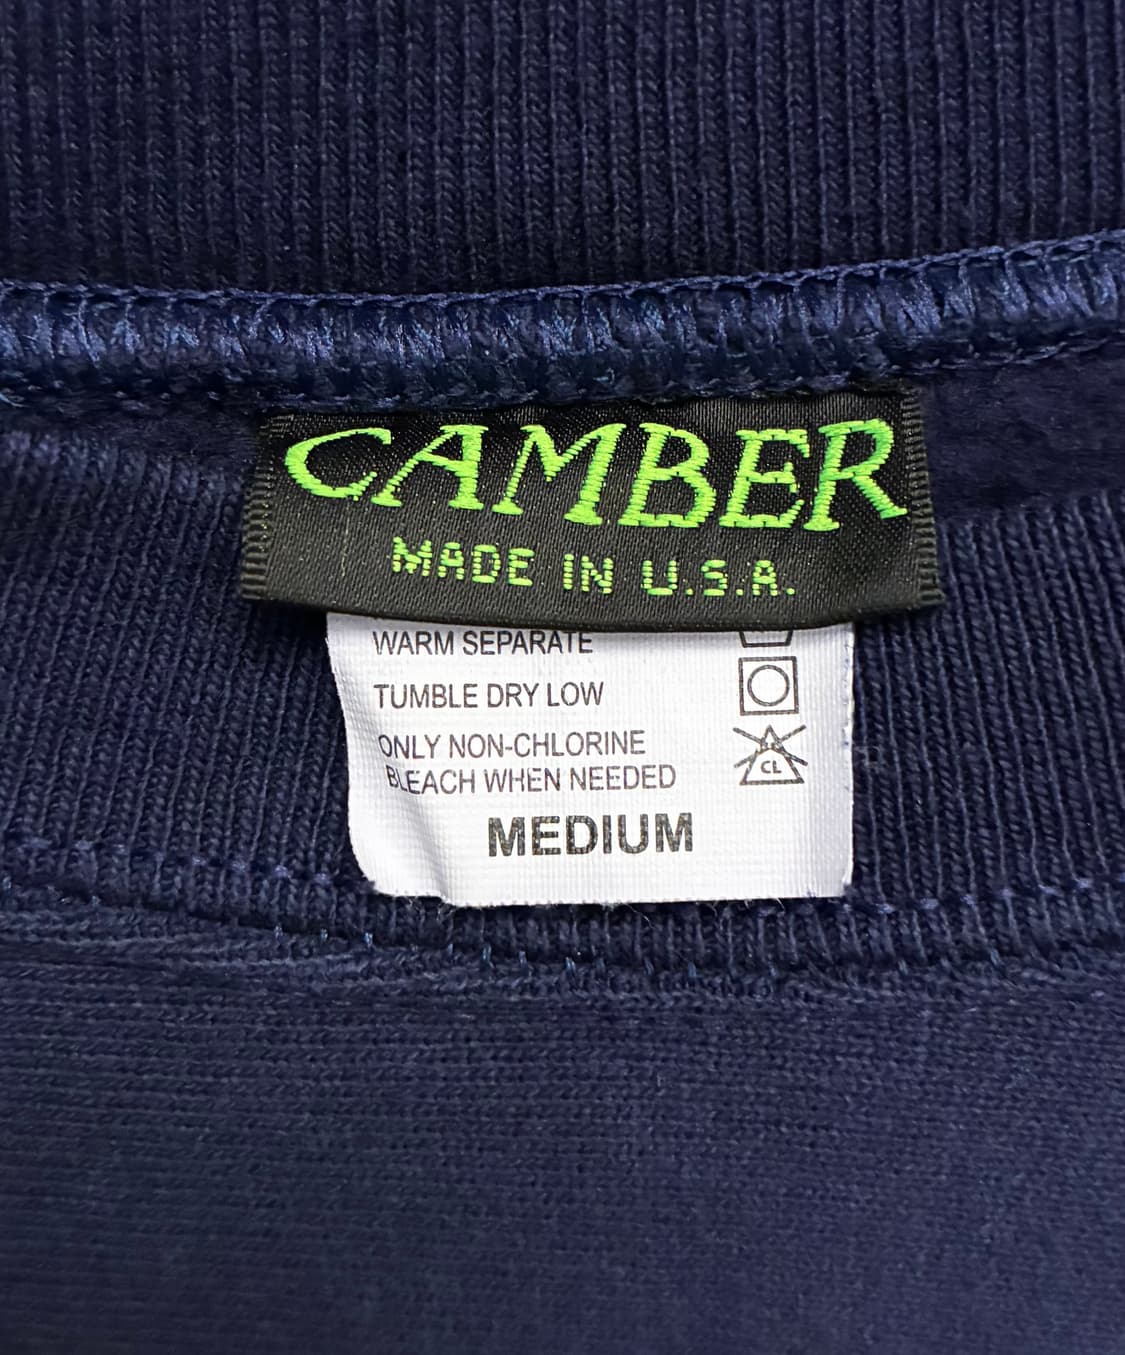 CAMBER
MADE IN U.S.A.
WARM SEPARATE
TUMBLE DRY LOW
ONLY NON-CHLORINE
BLEACH WHEN NEEDED
CL
MEDIUM